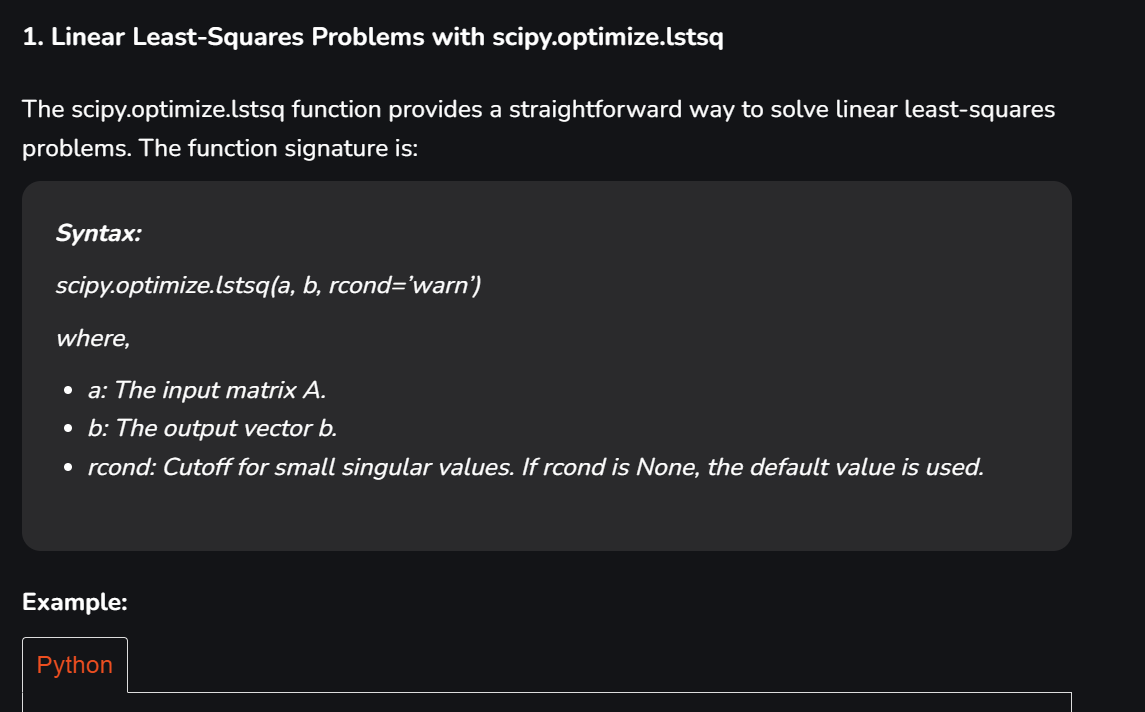 1. Linear Least-Squares Problems with scipy.optimize.lstsq
The scipy.optimize.lstsq function provides a straightforward way to solve linear least-squares
problems. The function signature is:
Syntax:
scipy.optimize.lstsq(a, b, rcond=’warn’)
where,
• a: The input matrix A.
• b: The output vector b.
• rcond: Cutoff for small singular values. If rcond is None, the default value is used.
Example:
Python